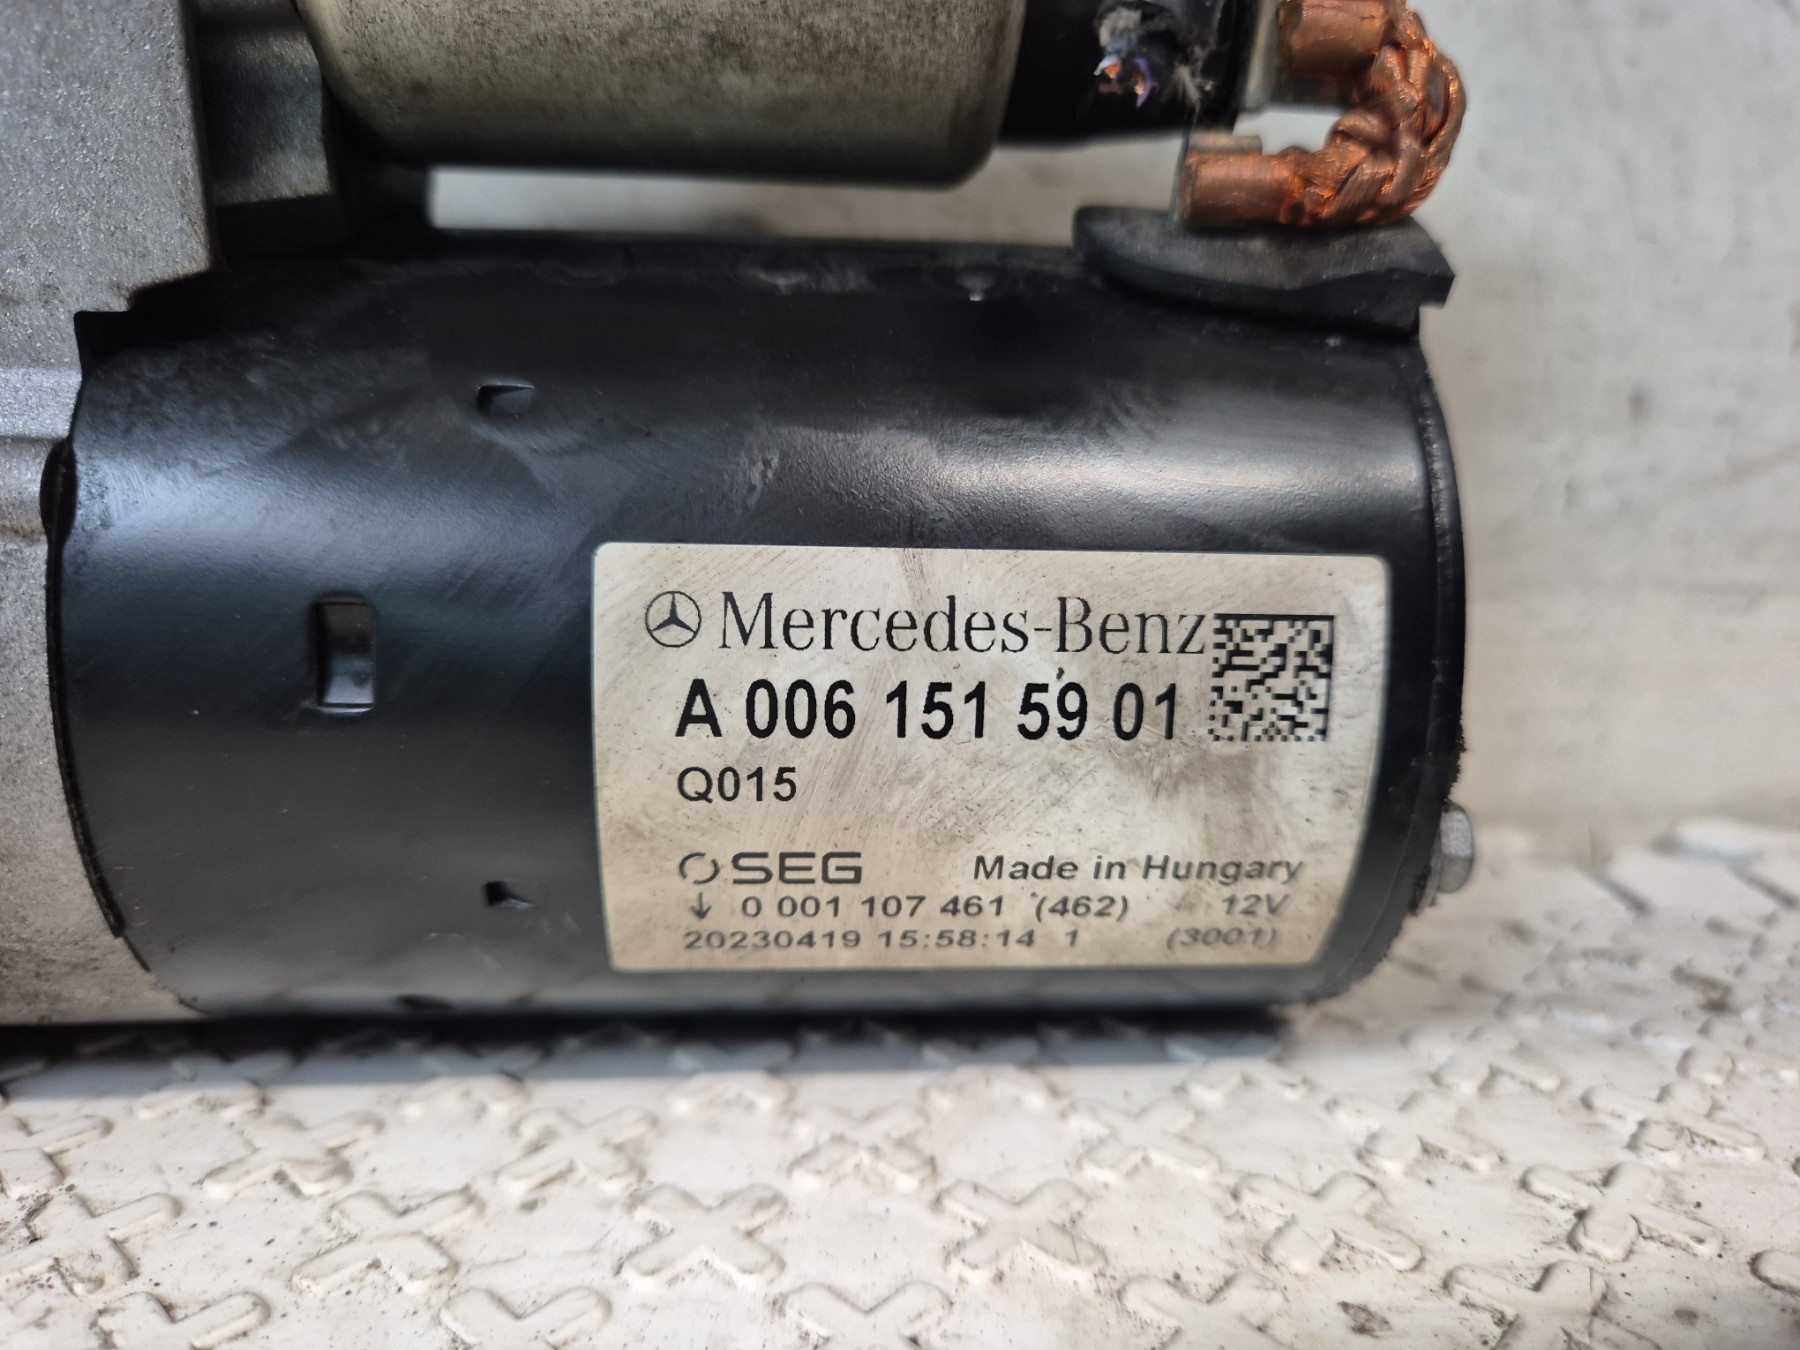 Mercedes-Benz
A 006 151 59 01
Q015
SEG Made in Hungary
↓ 0 001 107 461 (462) 12V
20230419 15:58:14 1 (3001)